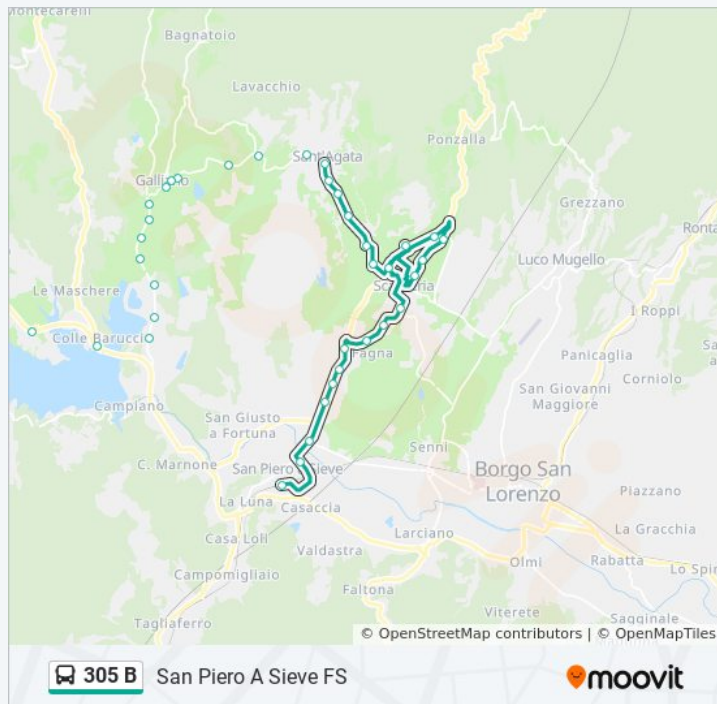 Montecarelli
Bagnatoio
Lavacchio
Ponzalla
Sant'Agata
Galliano
Grezzano
Ronta
Luco Mugello
Le Maschere
I Roppi
Colle Barucci
Fagna
Panicaglia
Corniolo
San Giovanni
Maggiore
Campiano
San Giusto
a Fortuna
Senni
C. Marnone
San Piero a Sieve
Borgo San
Lorenzo
Piazzano
La Luna
Casaccia
La Gracchia
Casa Loli
Larciano
Valdastra
Olmi
Rabatta
Lo Spi
Campomigliaio
Faltona
Viterete
Sagginale
Tagliaferro
© OpenStreetMap contributors | © OpenMapTiles
305 B San Piero A Sieve FS
moovit